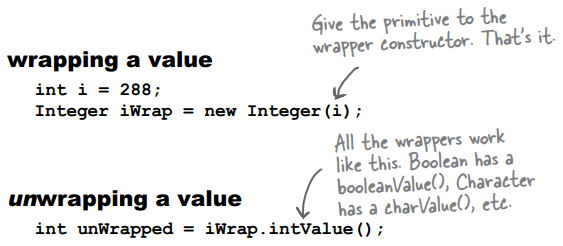 Give the primitive to the
wrapper constructor. That's it.
wrapping a value
int i = 288;
Integer iWrap = new Integer(i);
All the wrappers work
like this. Boolean has a
booleanValue(), Character
has a charValue(), etc.
unwrapping a value
int unWrapped = iWrap.intValue();